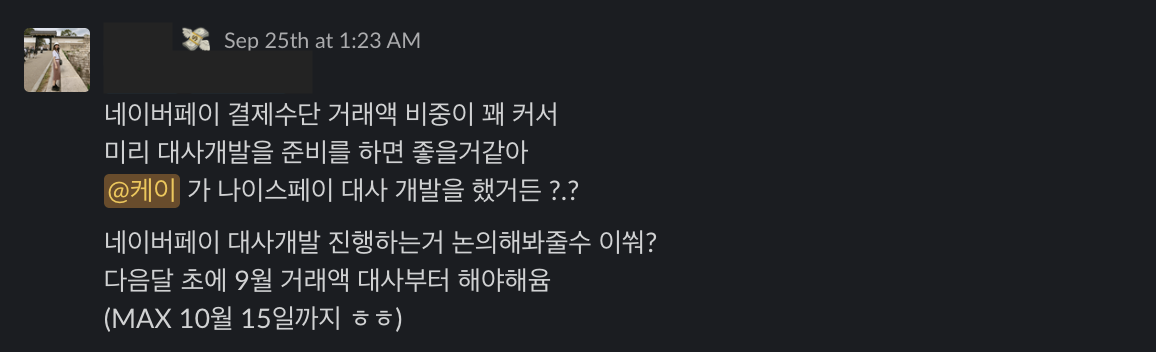 Sep 25th at 1:23 AM
네이버페이 결제수단 거래액 비중이 꽤 커서
미리 대사개발을 준비를 하면 좋을거같아
@케이 가 나이스페이 대사 개발을 했거든 ?.?
네이버페이 대사개발 진행하는거 논의해봐줄수 이쒀?
다음달 초에 9월 거래액 대사부터 해야해윰
(MAX 10월 15일까지 ㅎㅎ)